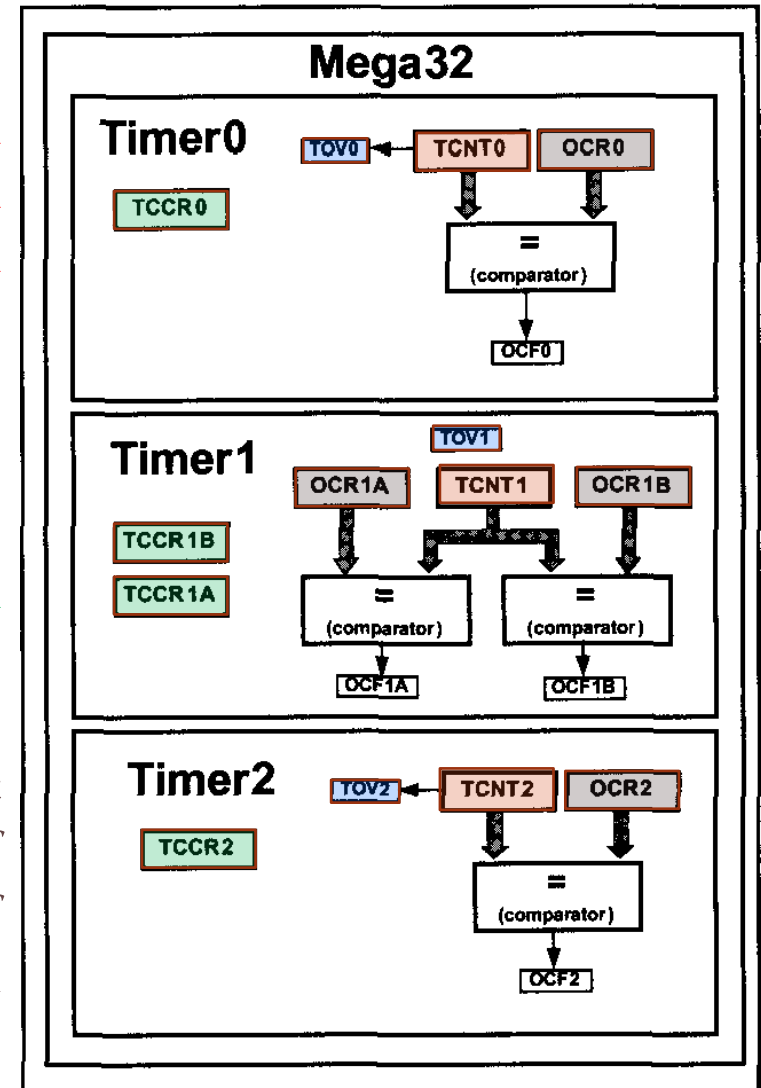 Mega32
Timer0
TOV0 TCNT0 OCR0
TCCR0
=
(comparator)
OCF0
Timer1
TOV1
OCR1A TCNT1 OCR1B
TCCR1B
TCCR1A
= =
(comparator) (comparator)
OCF1A OCF1B
Timer2
TOV2 TCNT2 OCR2
TCCR2
=
(comparator)
OCF2